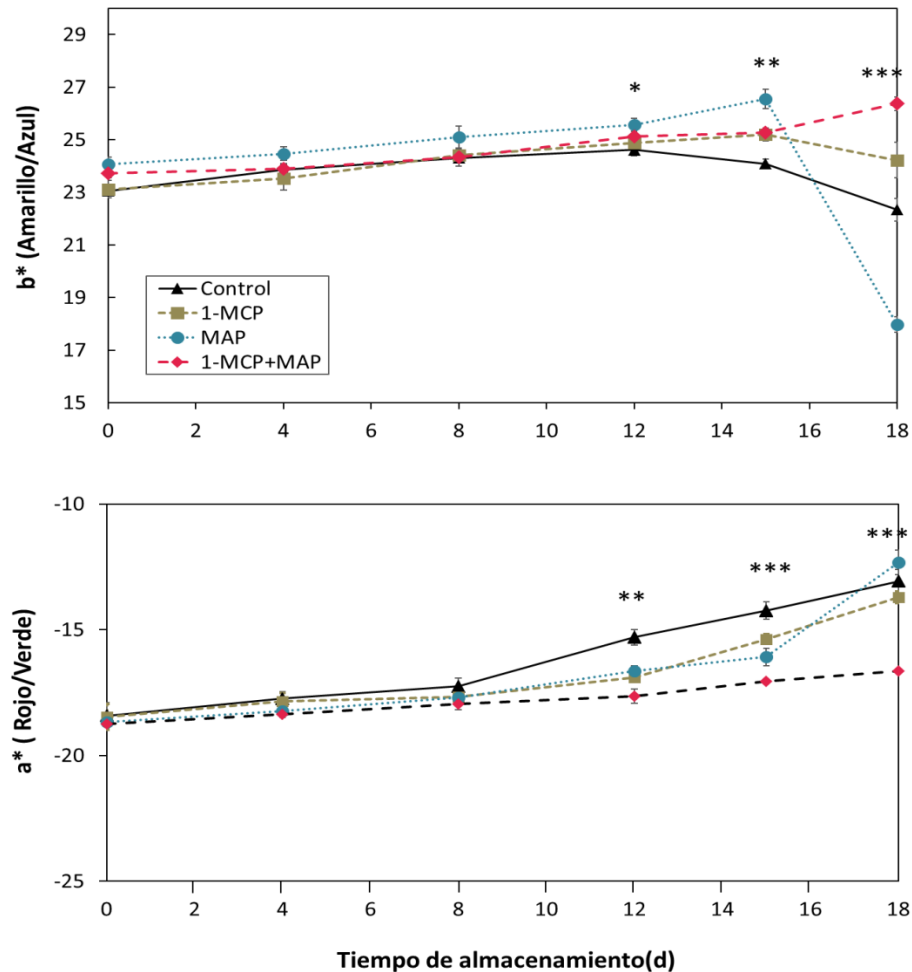 29
27
25
23
21
19
17
15
b* (Amarillo/Azul)
*
**
***
Control
1-MCP
MAP
1-MCP+MAP
0 2 4 6 8 10 12 14 16 18
-10
-15
-20
-25
a* ( Rojo/Verde)
**
***
***
0 2 4 6 8 10 12 14 16 18
Tiempo de almacenamiento(d)